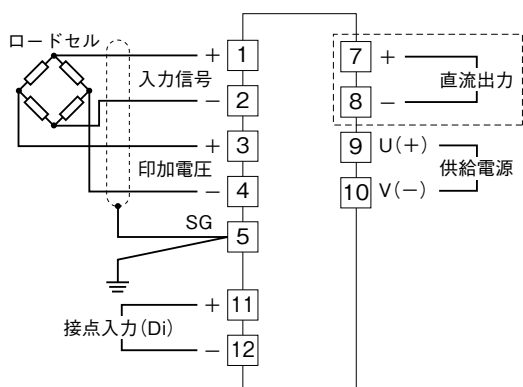 ロードセル
+ 1
入力信号
− 2
+ 3
印加電圧
− 4
SG
5
+ 11
接点入力(Di)
− 12
7 +
直流出力
8 −
9 U(+)
供給電源
10 V(−)